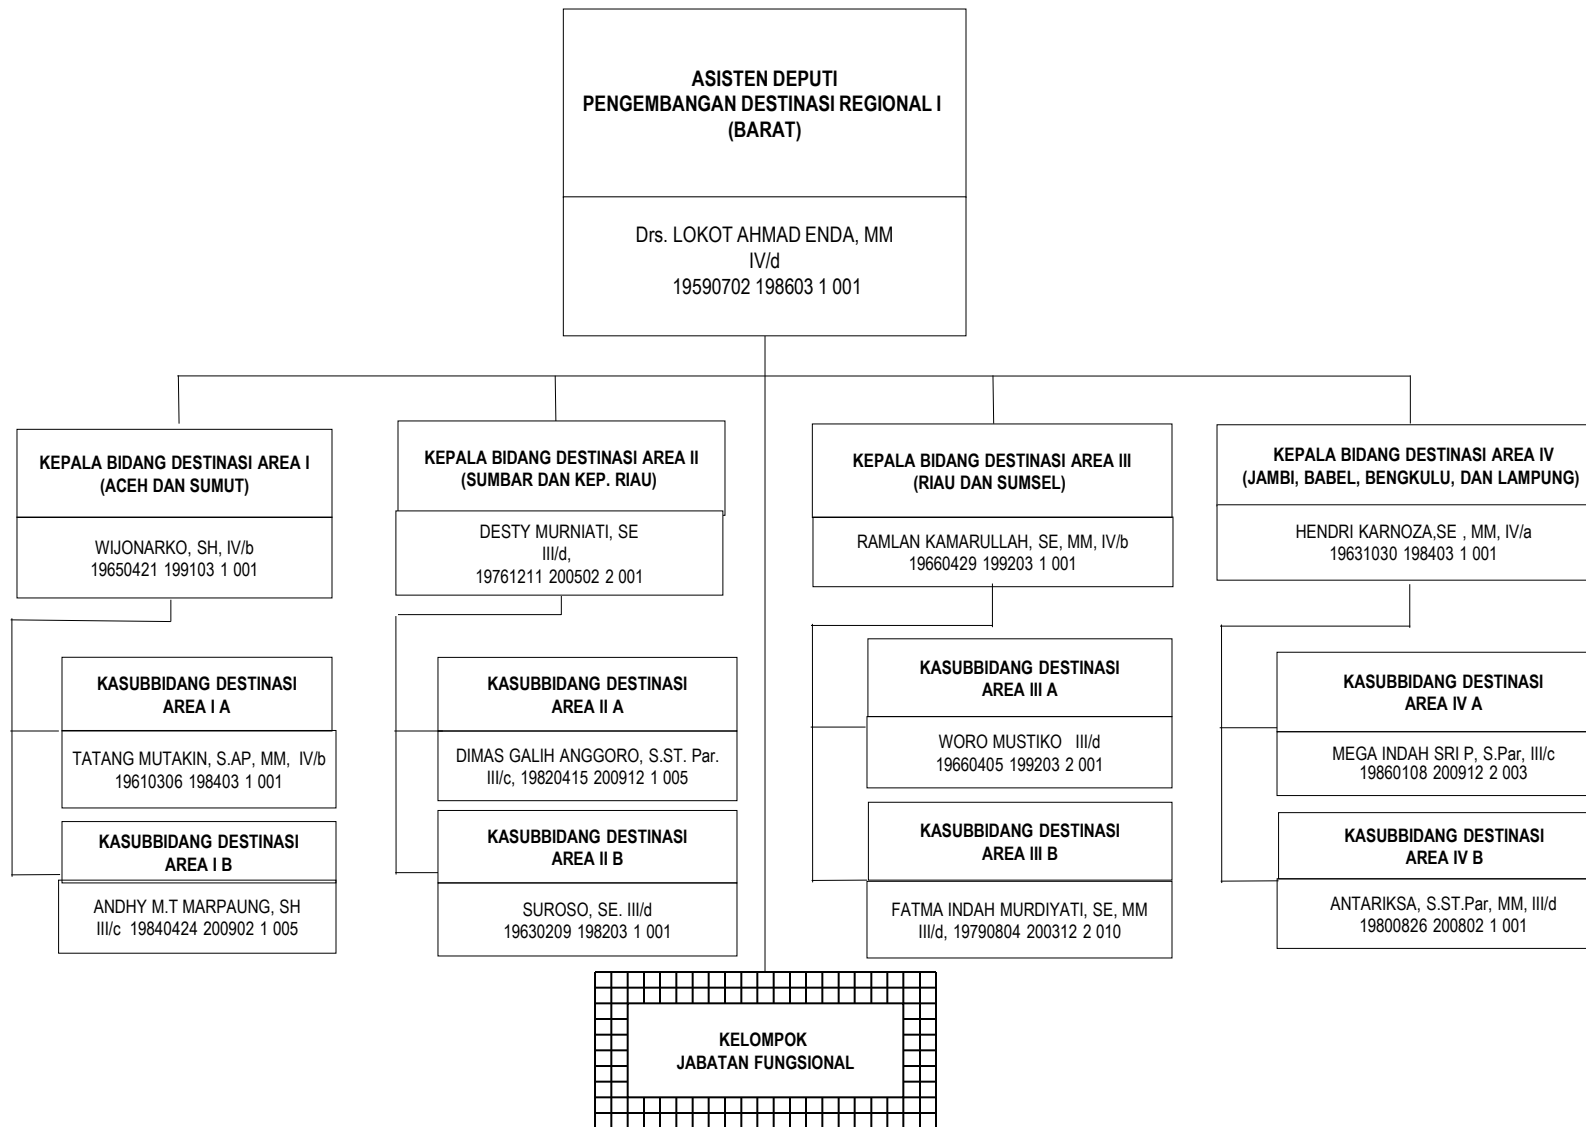 ASISTEN DEPUTI
PENGEMBANGAN DESTINASI REGIONAL I
(BARAT)
Drs. LOKOT AHMAD ENDA, MM
IV/d
19590702 198603 1 001
KEPALA BIDANG DESTINASI AREA I
(ACEH DAN SUMUT)
WIJONARKO, SH, IV/b
19650421 199103 1 001
KEPALA BIDANG DESTINASI AREA II
(SUMBAR DAN KEP. RIAU)
DESTY MURNIATI, SE
III/d,
19761211 200502 2 001
KEPALA BIDANG DESTINASI AREA III
(RIAU DAN SUMSEL)
RAMLAN KAMARULLAH, SE, MM, IV/b
19660429 199203 1 001
KEPALA BIDANG DESTINASI AREA IV
(JAMBI, BABEL, BENGKULU, DAN LAMPUNG)
HENDRI KARNOZA,SE , MM, IV/a
19631030 198403 1 001
KASUBBIDANG DESTINASI
AREA I A
TATANG MUTAKIN, S.AP, MM, IV/b
19610306 198403 1 001
KASUBBIDANG DESTINASI
AREA I B
ANDHY M.T MARPAUNG, SH
III/c 19840424 200902 1 005
KASUBBIDANG DESTINASI
AREA II A
DIMAS GALIH ANGGORO, S.ST. Par.
III/c, 19820415 200912 1 005
KASUBBIDANG DESTINASI
AREA II B
SUROSO, SE. III/d
19630209 198203 1 001
KASUBBIDANG DESTINASI
AREA III A
WORO MUSTIKO III/d
19660405 199203 2 001
KASUBBIDANG DESTINASI
AREA III B
FATMA INDAH MURDIYATI, SE, MM
III/d, 19790804 200312 2 010
KASUBBIDANG DESTINASI
AREA IV A
MEGA INDAH SRI P, S.Par, III/c
19860108 200912 2 003
KASUBBIDANG DESTINASI
AREA IV B
ANTARIKSA, S.ST.Par, MM, III/d
19800826 200802 1 001
KELOMPOK
JABATAN FUNGSIONAL